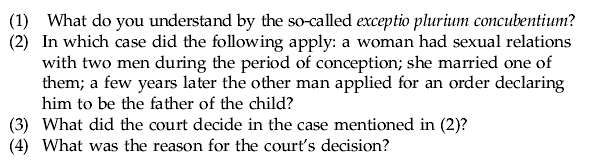 (1) What do you understand by the so-called exceptio plurium concubentium?
(2) In which case did the following apply: a woman had sexual relations
with two men during the period of conception; she married one of
them; a few years later the other man applied for an order declaring
him to be the father of the child?
(3) What did the court decide in the case mentioned in (2)?
(4) What was the reason for the court's decision?